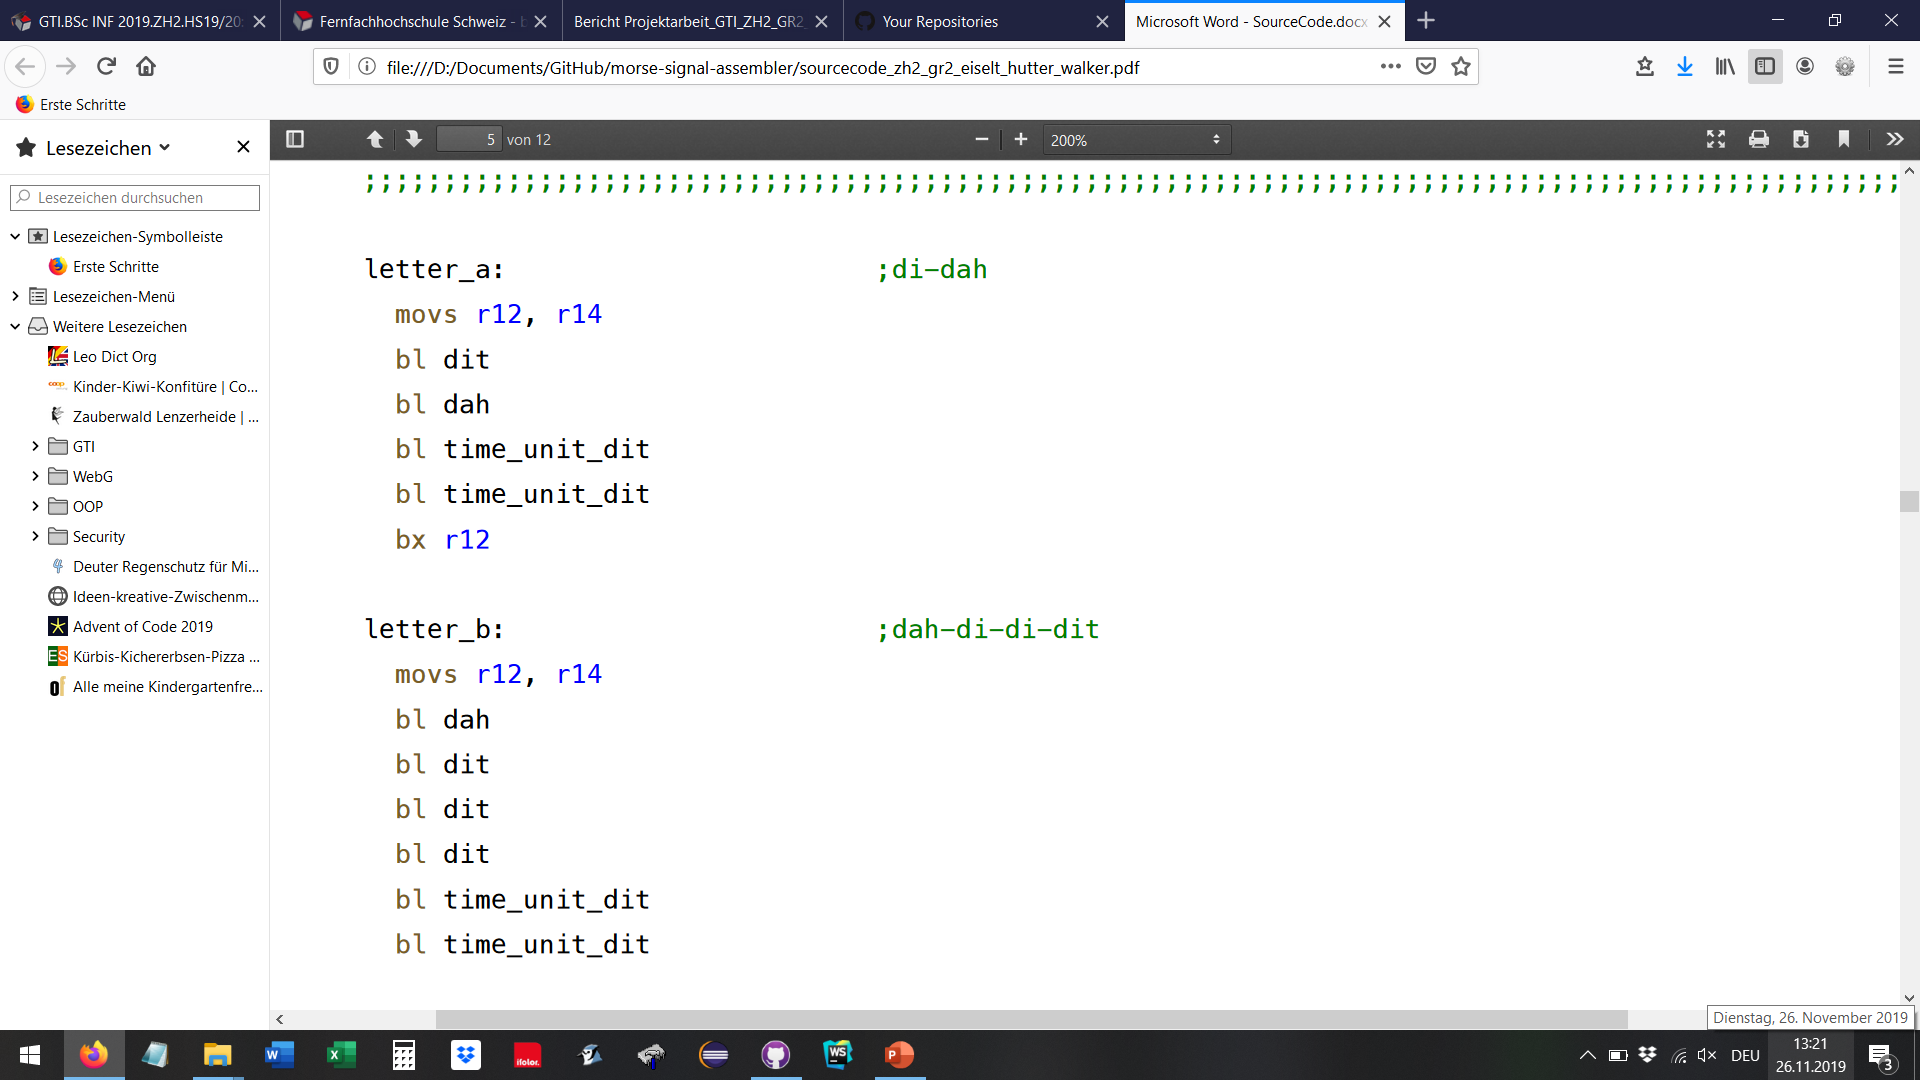 GTI.BSc INF 2019.ZH2.HS19/20:
Fernfachhochschule Schweiz - b
Bericht Projektarbeit_GTI_ZH2_GR2_
Your Repositories
Microsoft Word - SourceCode.docx
file:///D:/Documents/GitHub/morse-signal-assembler/sourcecode_zh2_gr2_eiselt_hutter_walker.pdf
Erste Schritte
Lesezeichen
5 von 12
200%
Lesezeichen durchsuchen
Lesezeichen-Symbolleiste
Erste Schritte
Lesezeichen-Menü
Weitere Lesezeichen
Leo Dict Org
Kinder-Kiwi-Konfitüre | Co...
Zauberwald Lenzerheide | ...
GTI
WebG
OOP
Security
Deuter Regenschutz für Mi...
Ideen-kreative-Zwischenm...
Advent of Code 2019
Kürbis-Kichererbsen-Pizza ...
Alle meine Kindergartenfre...
;;;;;;;;;;;;;;;;;;;;;;;;;;;;;;;;;;;;;;;;;;;;;;;;;;;;;;;;;;;;;;;;;;;;;;;;;;;;;;;;;;;;;;;;;;;;;;;;
letter_a: ;di-dah
movs r12, r14
bl dit
bl dah
bl time_unit_dit
bl time_unit_dit
bx r12
letter_b: ;dah-di-di-dit
movs r12, r14
bl dah
bl dit
bl dit
bl dit
bl time_unit_dit
bl time_unit_dit
Dienstag, 26. November 2019
ifolor.
WS
DEU
13:21
26.11.2019
3